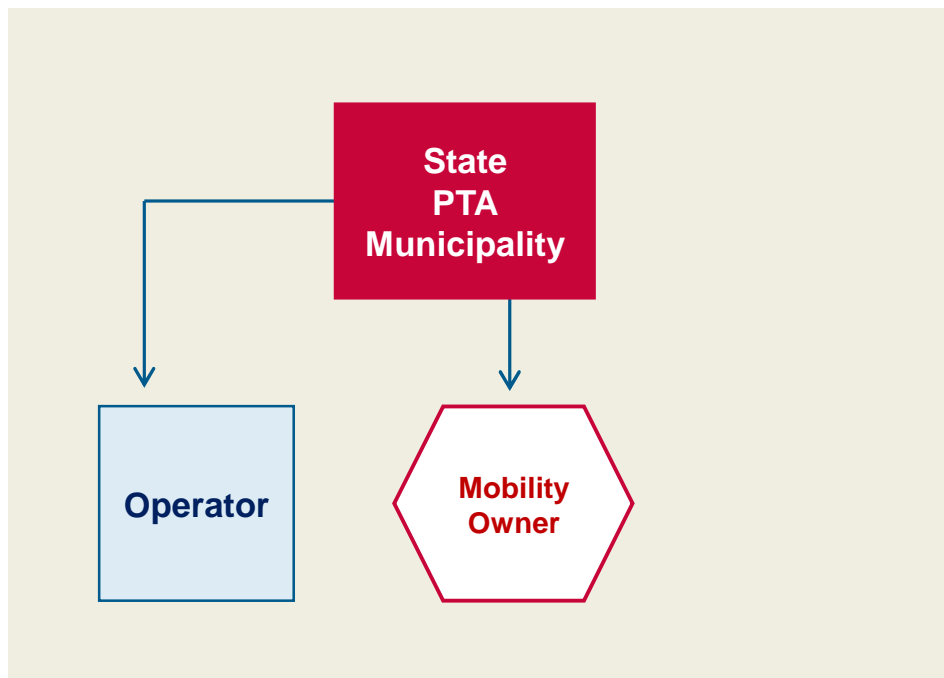 State
PTA
Municipality
Operator
Mobility
Owner